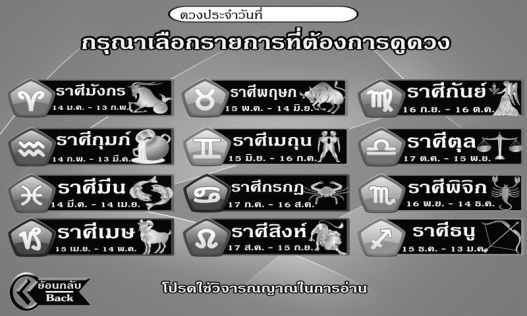 ดวงประจำวันที่
กรุณาเลือกรายการที่ต้องการดูดวง
ราศีมังกร
14 ม.ค. - 13 ก.พ.
ราศีพฤษภ
15 พ.ค. - 14 มิ.ย.
ราศีกันย์
16 ก.ย. - 16 ต.ค.
ราศีกุมภ์
14 ก.พ. - 13 มี.ค.
ราศีเมถุน
15 มิ.ย. - 16 ก.ค.
ราศีตุล
17 ต.ค. - 15 พ.ย.
ราศีมีน
14 มี.ค. - 14 เม.ย.
ราศีกรกฎ
17 ก.ค. - 16 ส.ค.
ราศีพิจิก
16 พ.ย. - 14 ธ.ค.
ราศีเมษ
15 เม.ย. - 14 พ.ค.
ราศีสิงห์
17 ส.ค. - 15 ก.ย.
ราศีธนู
15 ธ.ค. - 13 ม.ค.
ย้อนกลับ
Back
โปรดใช้วิจารณญาณในการอ่าน